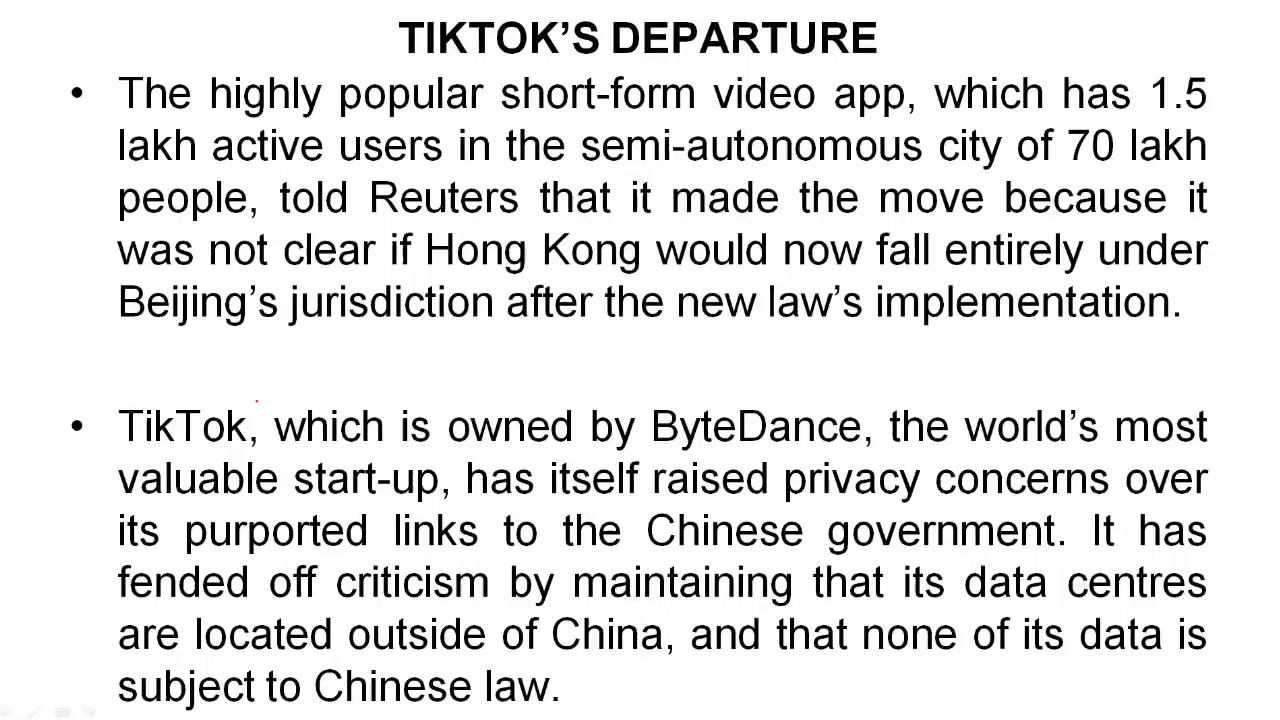 TIKTOK’S DEPARTURE
• The highly popular short-form video app, which has 1.5
lakh active users in the semi-autonomous city of 70 lakh
people, told Reuters that it made the move because it
was not clear if Hong Kong would now fall entirely under
Beijing’s jurisdiction after the new law’s implementation.
• TikTok, which is owned by ByteDance, the world’s most
valuable start-up, has itself raised privacy concerns over
its purported links to the Chinese government. It has
fended off criticism by maintaining that its data centres
are located outside of China, and that none of its data is
subject to Chinese law.